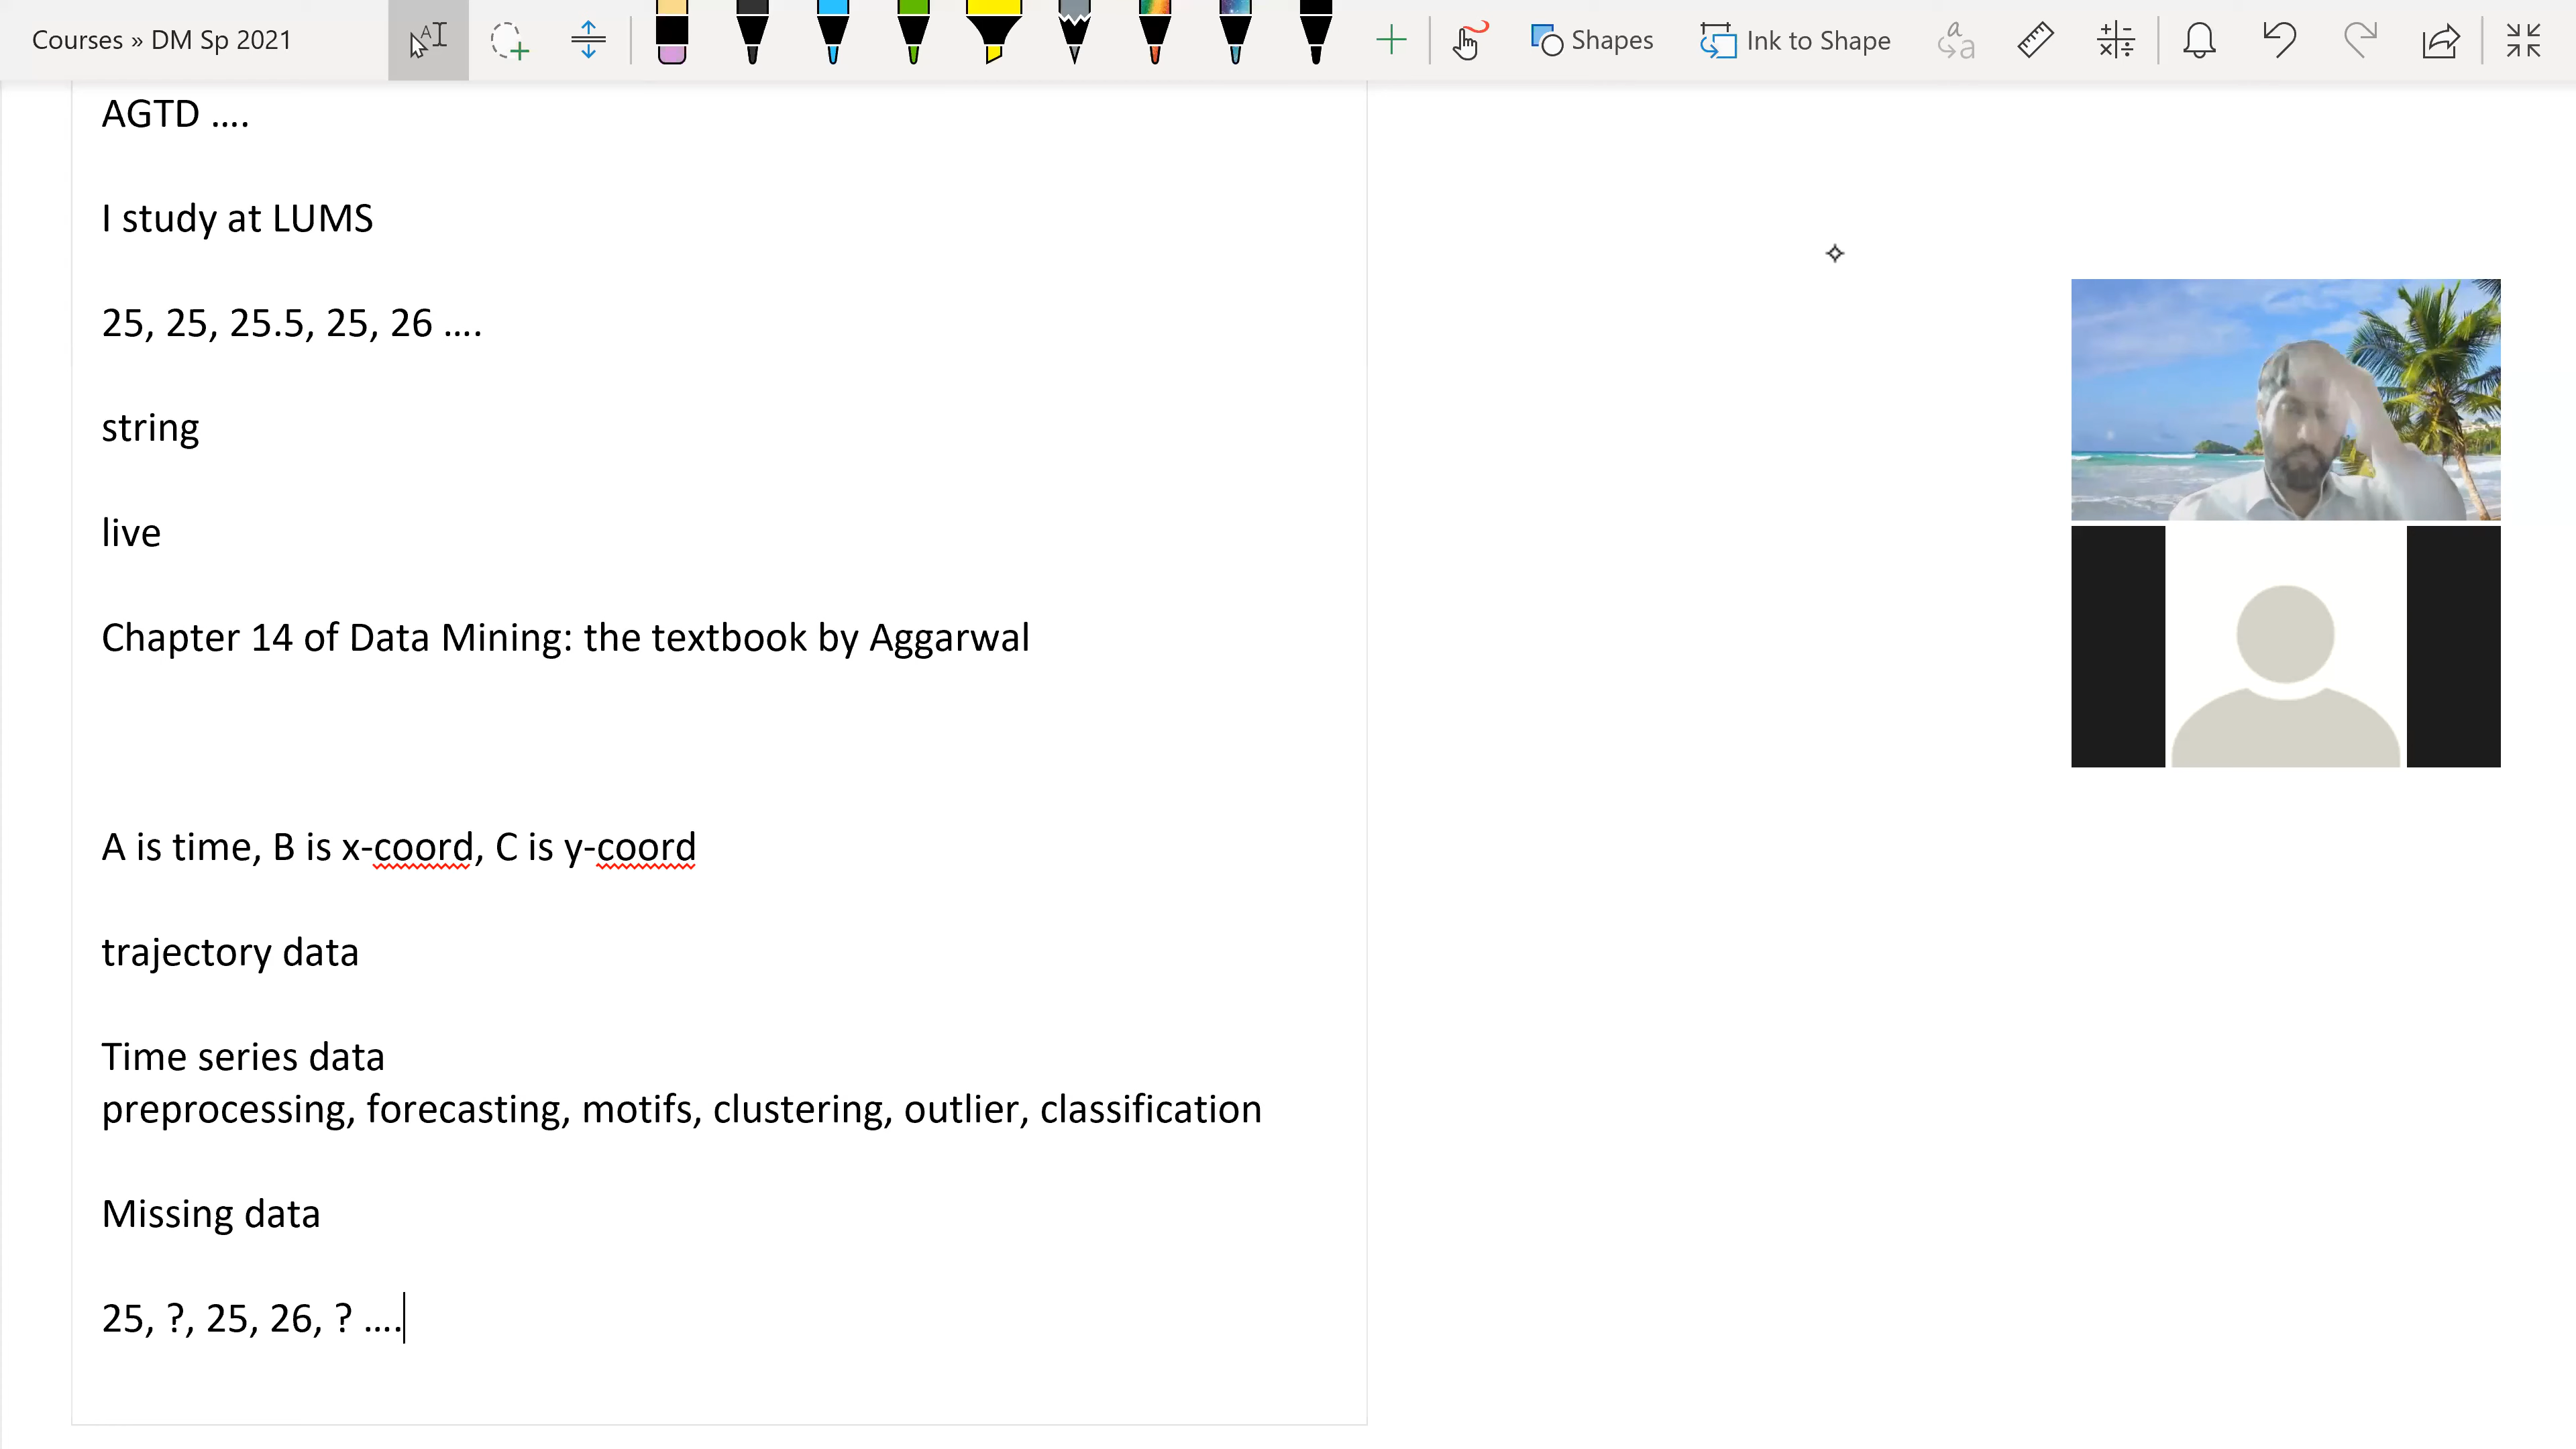 Courses » DM Sp 2021
Shapes
Ink to Shape
AGTD ....
I study at LUMS
25, 25, 25.5, 25, 26 ....
string
live
Chapter 14 of Data Mining: the textbook by Aggarwal
A is time, B is x-coord, C is y-coord
trajectory data
Time series data
preprocessing, forecasting, motifs, clustering, outlier, classification
Missing data
25, ?, 25, 26, ? ....